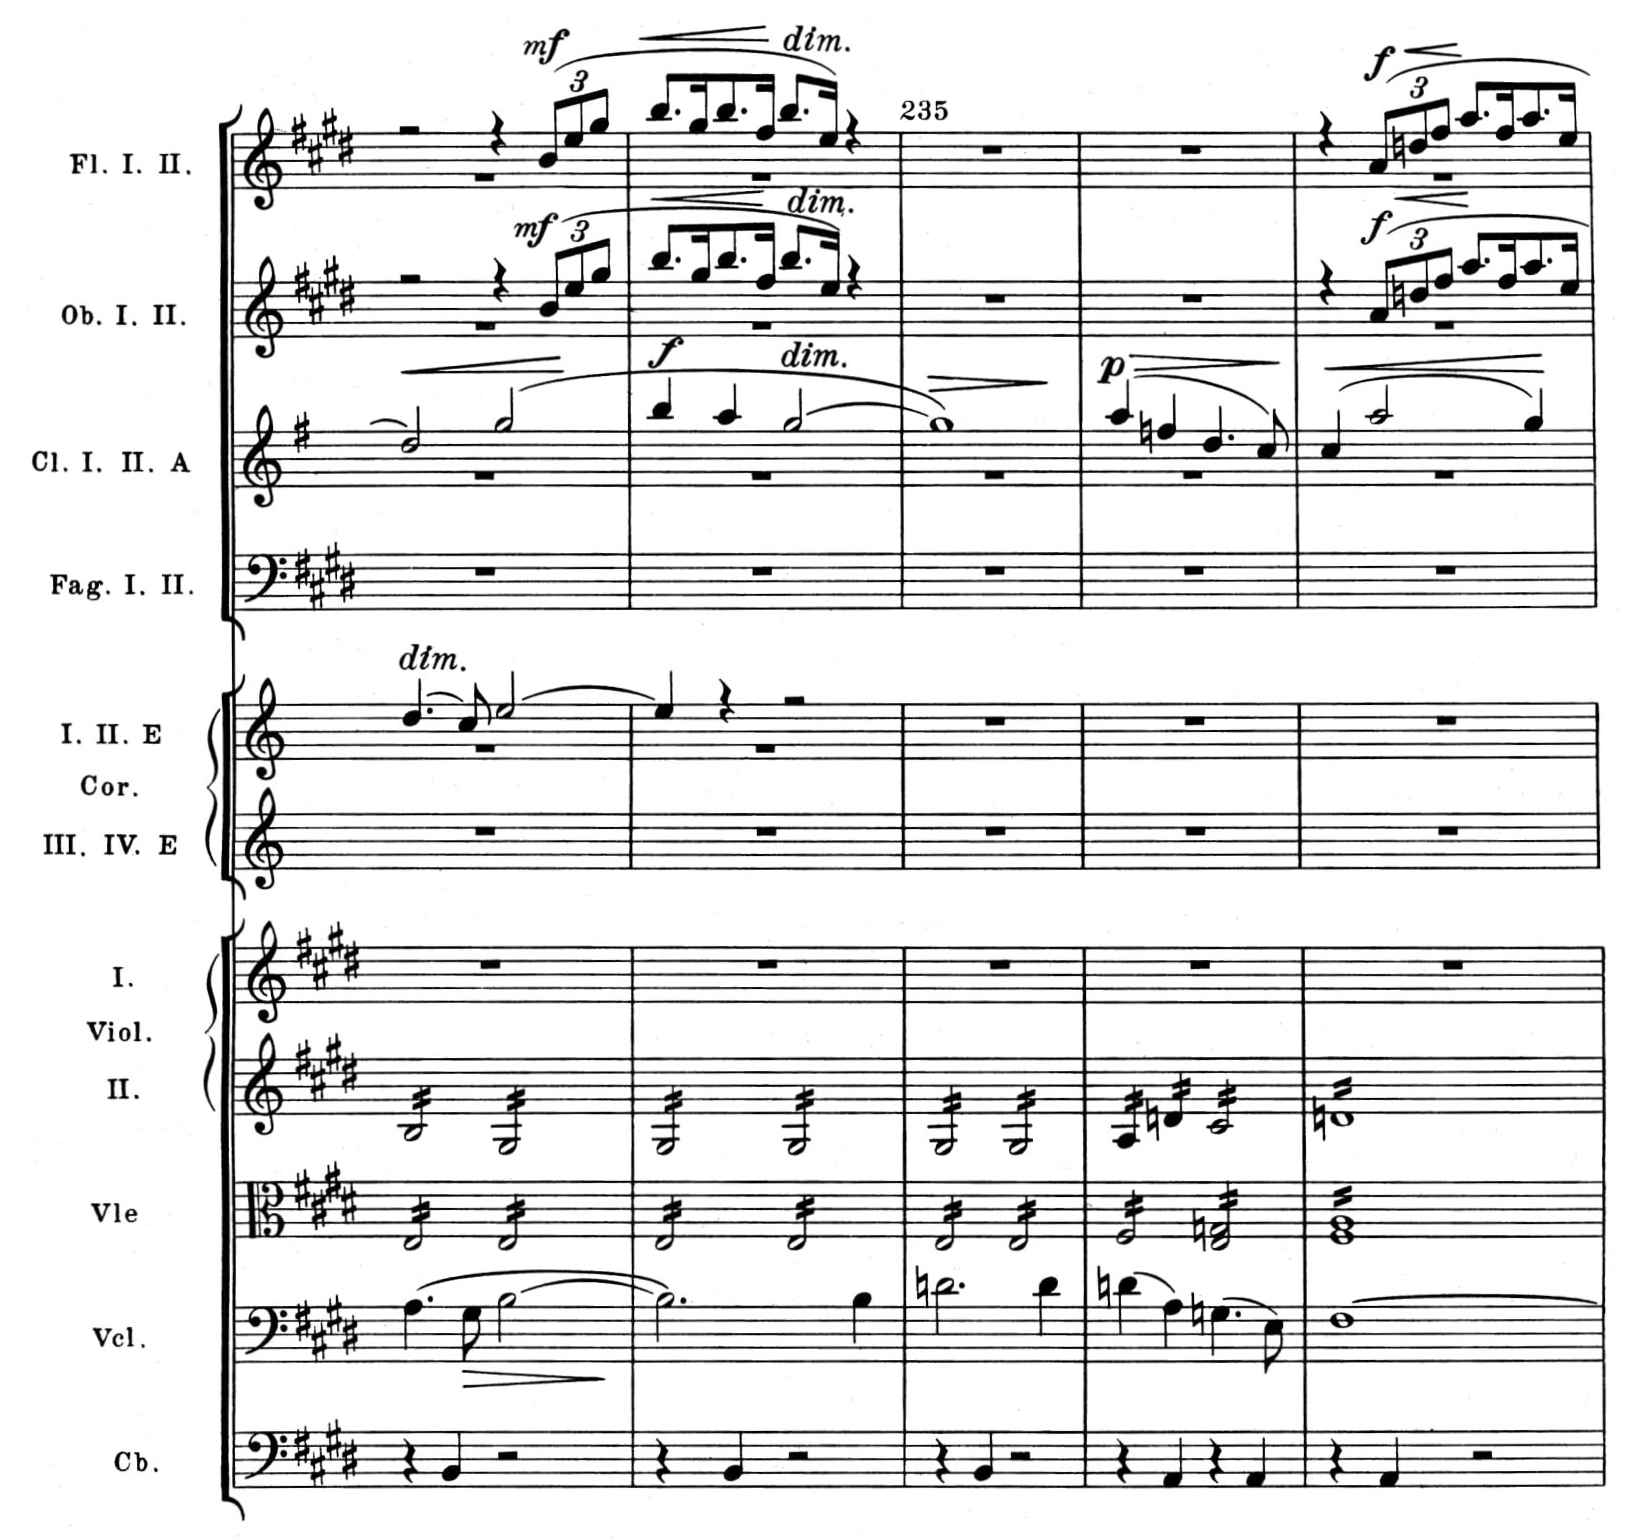 mf dim.
3
235
f
3
Fl. I. II.
dim.
mf 3
f
3
Ob. I. II.
f dim.
p
Cl. I. II. A
Fag. I. II.
dim.
I. II. E
Cor.
III. IV. E
I.
Viol.
II.
Vle
Vcl.
Cb.